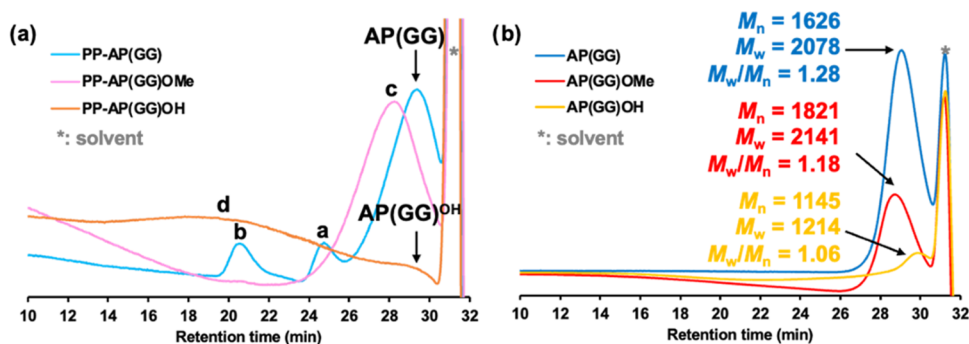 (a)
PP-AP(GG)
PP-AP(GG)OMe
PP-AP(GG)OH
*: solvent
AP(GG)
*
c
d
b
a
AP(GG)OH
10 12 14 16 18 20 22 24 26 28 30 32
Retention time (min)
(b)
AP(GG)
AP(GG)OMe
AP(GG)OH
*: solvent
Mn = 1626
Mw = 2078
Mw/Mn = 1.28
*
Mn = 1821
Mw = 2141
Mw/Mn = 1.18
Mn = 1145
Mw = 1214
Mw/Mn = 1.06
10 12 14 16 18 20 22 24 26 28 30 32
Retention time (min)